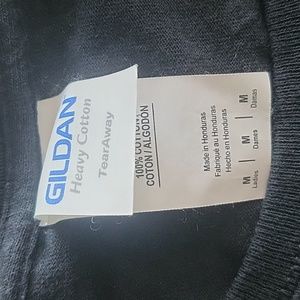 GILDAN
Heavy Cotton
TearAway
100% COTTON /
COTON / ALGODÓN
Made in Honduras
Fabriqué au Honduras
Hecho en Honduras
M | M | M
Ladies Dames Damas